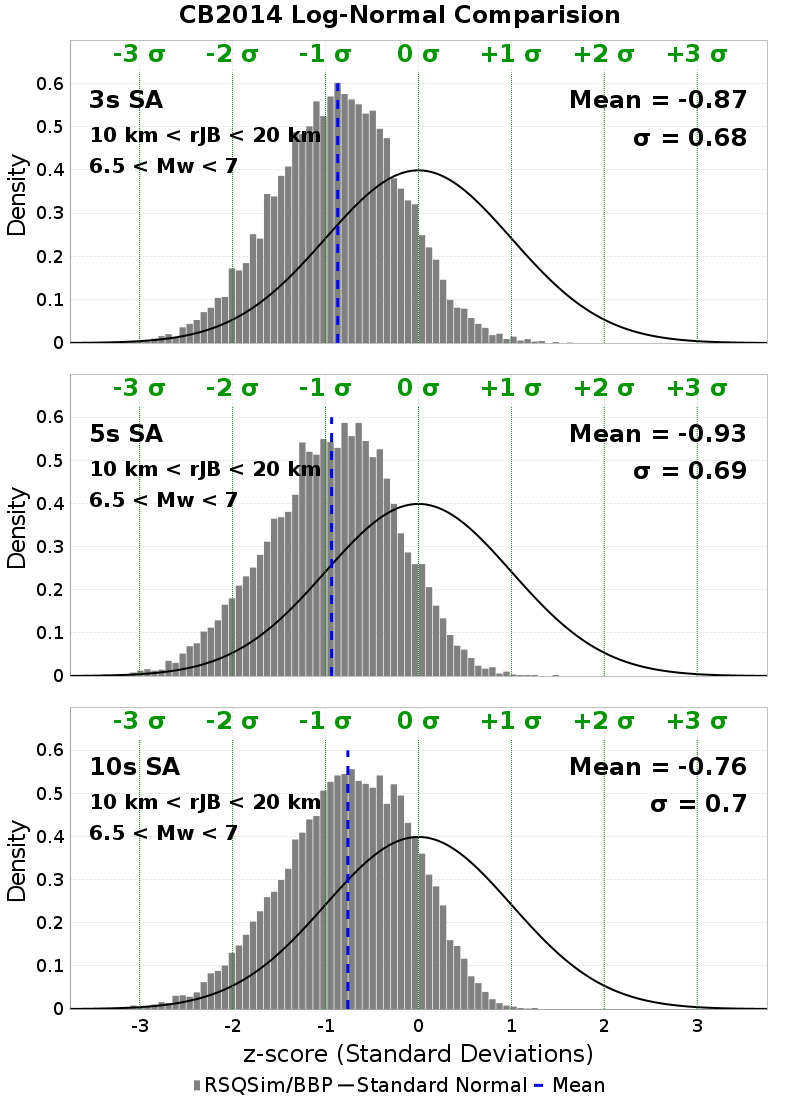 CB2014 Log-Normal Comparision
-3 σ -2 σ -1 σ 0 σ +1 σ +2 σ +3 σ
3s SA
10 km < rJB < 20 km
6.5 < Mw < 7
Mean = -0.87
σ = 0.68
Density
0.6
0.5
0.4
0.3
0.2
0.1
0
-3 σ -2 σ -1 σ 0 σ +1 σ +2 σ +3 σ
5s SA
10 km < rJB < 20 km
6.5 < Mw < 7
Mean = -0.93
σ = 0.69
Density
0.6
0.5
0.4
0.3
0.2
0.1
0
-3 σ -2 σ -1 σ 0 σ +1 σ +2 σ +3 σ
10s SA
10 km < rJB < 20 km
6.5 < Mw < 7
Mean = -0.76
σ = 0.7
Density
0.6
0.5
0.4
0.3
0.2
0.1
0
-3 -2 -1 0 1 2 3
z-score (Standard Deviations)
RSQSim/BBP Standard Normal Mean